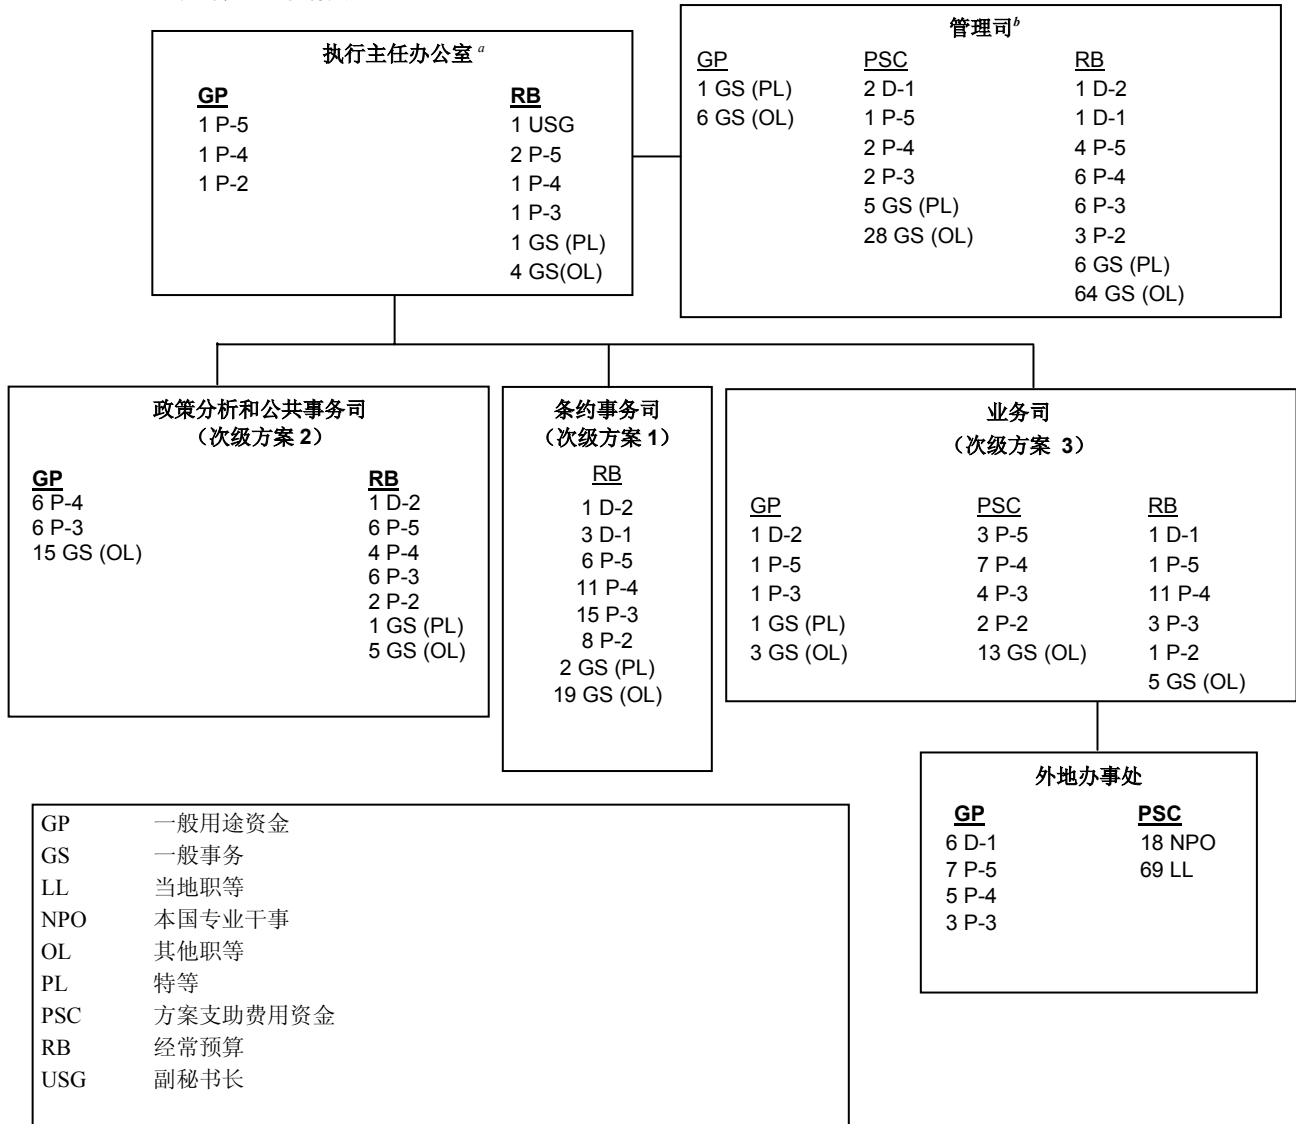 执行主任办公室 a
GP
1 P-5
1 P-4
1 P-2
RB
1 USG
2 P-5
1 P-4
1 P-3
1 GS (PL)
4 GS(OL)
管理司b
GP
1 GS (PL)
6 GS (OL)
PSC
2 D-1
1 P-5
2 P-4
2 P-3
5 GS (PL)
28 GS (OL)
RB
1 D-2
1 D-1
4 P-5
6 P-4
6 P-3
3 P-2
6 GS (PL)
64 GS (OL)
政策分析和公共事务司
（次级方案 2）
GP
6 P-4
6 P-3
15 GS (OL)
RB
1 D-2
6 P-5
4 P-4
6 P-3
2 P-2
1 GS (PL)
5 GS (OL)
条约事务司
（次级方案 1）
RB
1 D-2
3 D-1
6 P-5
11 P-4
15 P-3
8 P-2
2 GS (PL)
19 GS (OL)
业务司
（次级方案 3）
GP
1 D-2
1 P-5
1 P-3
1 GS (PL)
3 GS (OL)
PSC
3 P-5
7 P-4
4 P-3
2 P-2
13 GS (OL)
RB
1 D-1
1 P-5
11 P-4
3 P-3
1 P-2
5 GS (OL)
外地办事处
GP
6 D-1
7 P-5
5 P-4
3 P-3
PSC
18 NPO
69 LL
GP 一般用途资金
GS 一般事务
LL 当地职等
NPO 本国专业干事
OL 其他职等
PL 特等
PSC 方案支助费用资金
RB 经常预算
USG 副秘书长